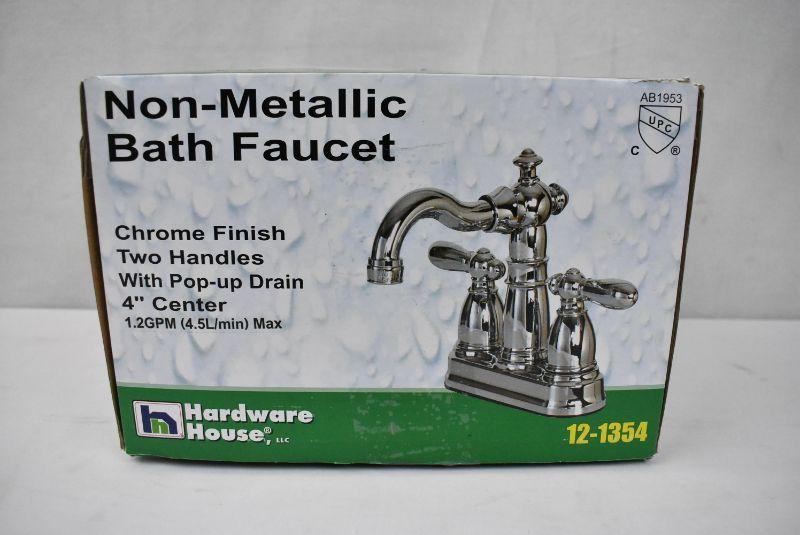 Non-Metallic
Bath Faucet
AB1953
UPC
C ®
Chrome Finish
Two Handles
With Pop-up Drain
4" Center
1.2GPM (4.5L/min) Max
Hardware
House®, LLC
12-1354